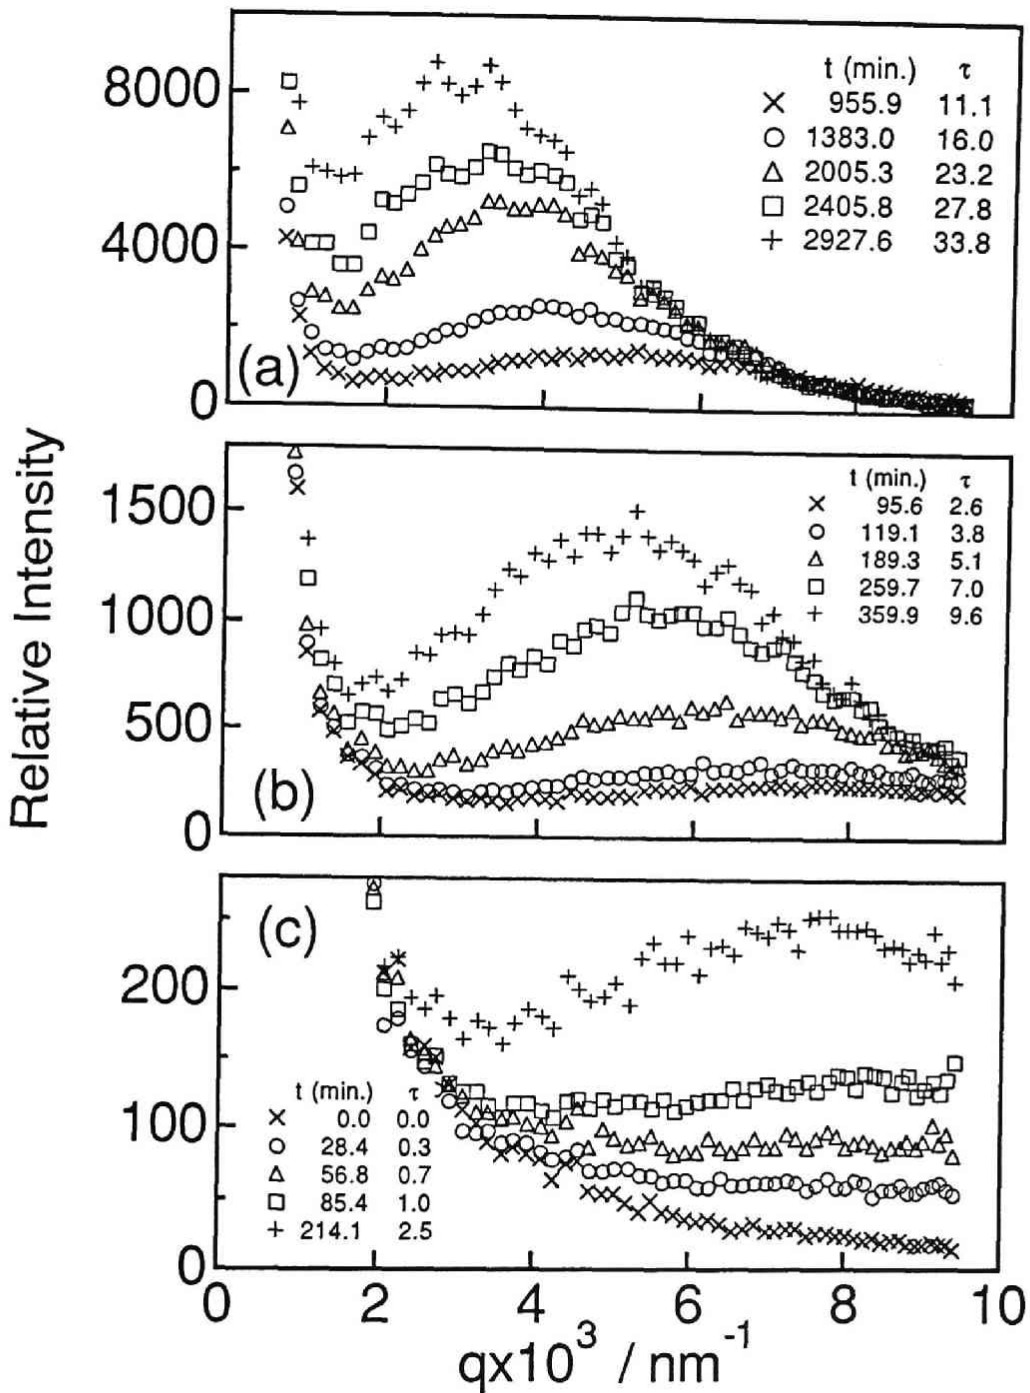 Relative Intensity
8000
4000
0
(a)
t (min.) τ
× 955.9 11.1
○ 1383.0 16.0
△ 2005.3 23.2
□ 2405.8 27.8
+ 2927.6 33.8
1500
1000
500
0
(b)
t (min.) τ
× 95.6 2.6
○ 119.1 3.8
△ 189.3 5.1
□ 259.7 7.0
+ 359.9 9.6
(c)
200
100
0
t (min.) τ
× 0.0 0.0
○ 28.4 0.3
△ 56.8 0.7
□ 85.4 1.0
+ 214.1 2.5
0 2 4 6 8 10
qx10³ / nm⁻¹